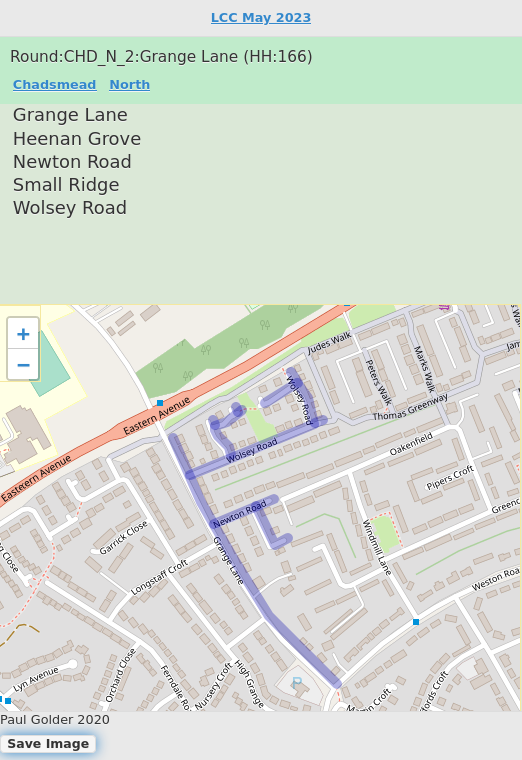 LCC May 2023
Round:CHD_N_2:Grange Lane (HH:166)
Chadsmead North
Grange Lane
Heenan Grove
Newton Road
Small Ridge
Wolsey Road
+
−
Judes Walk
Marks Walk
Peters Walk
Wolsey Road
Eastern Avenue
Thomas Greenway
Oakenfield
Wolsey Road
Eastern Avenue
Pipers Croft
Newton Road
Garrick Close
Windmill Lane
Grange Lane
Longstaff Croft
Weston Roa
Orchard Close
High Grange
Lyn Avenue
Ferndale Ro
Nursery Croft
Paul Golder 2020
Save Image